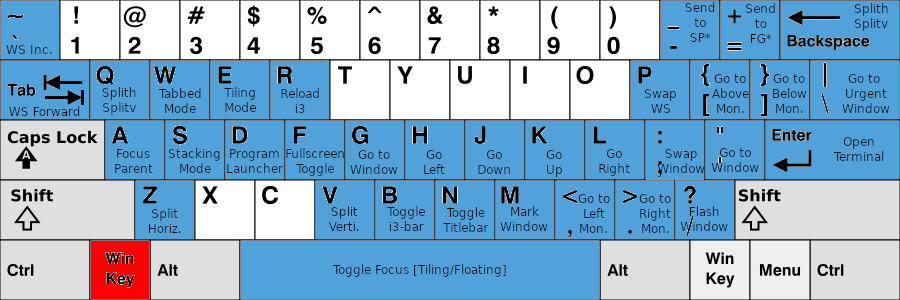 ~ ` WS Inc.
! 1
@ 2
# 3
$ 4
% 5
^ 6
& 7
* 8
( 9
) 0
_ - Send to SP*
+ = Send to FG*
Backspace Splith Splitv
Tab WS Forward
Q Splith Splitv
W Tabbed Mode
E Tiling Mode
R Reload i3
T
Y
U
I
O
P Swap WS
{ [ Go to Above Mon.
} ] Go to Below Mon.
| \ Go to Urgent Window
Caps Lock A
A Focus Parent
S Stacking Mode
D Program Launcher
F Fullscreen Toggle
G Go to Window
H Go Left
J Go Down
K Go Up
L Go Right
: ; Swap Window
" ' Go to Window
Enter Open Terminal
Shift
Z Split Horiz.
X
C
V Split Verti.
B Toggle i3-bar
N Toggle Titlebar
M Mark Window
< , Go to Left Mon.
> . Go to Right Mon.
? / Flash Window
Shift
Ctrl
Win Key
Alt
Toggle Focus [Tiling/Floating]
Alt
Win Key
Menu
Ctrl